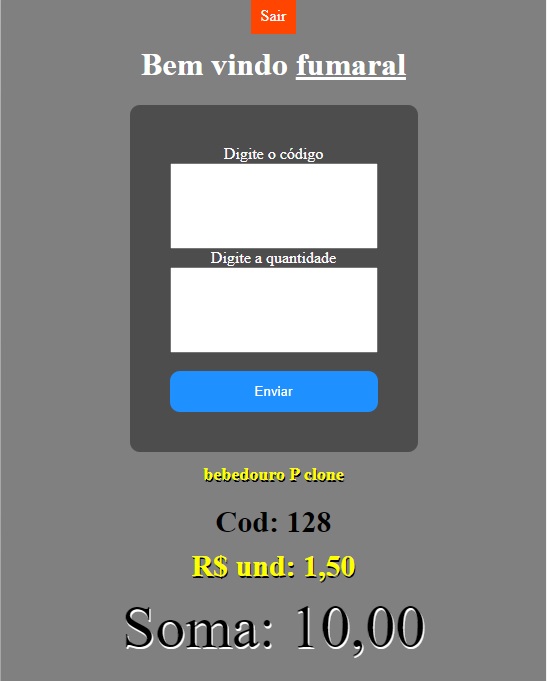 Sair
Bem vindo fumaral
Digite o código
Digite a quantidade
Enviar
bebedouro P clone
Cod: 128
R$ und: 1,50
Soma: 10,00